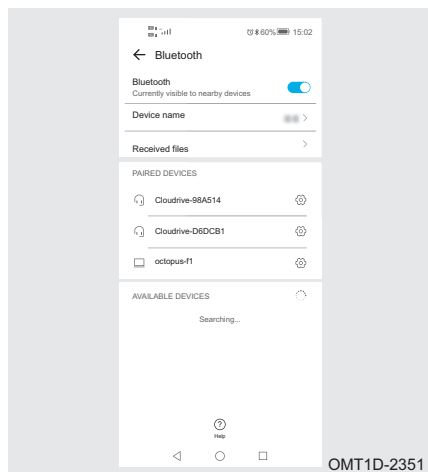 60% 15:02
Bluetooth
Bluetooth
Currently visible to nearby devices
Device name
Received files
PAIRED DEVICES
Cloudrive-98A514
Cloudrive-D6DCB1
octopus-f1
AVAILABLE DEVICES
Searching...
?
Help
OMT1D-2351